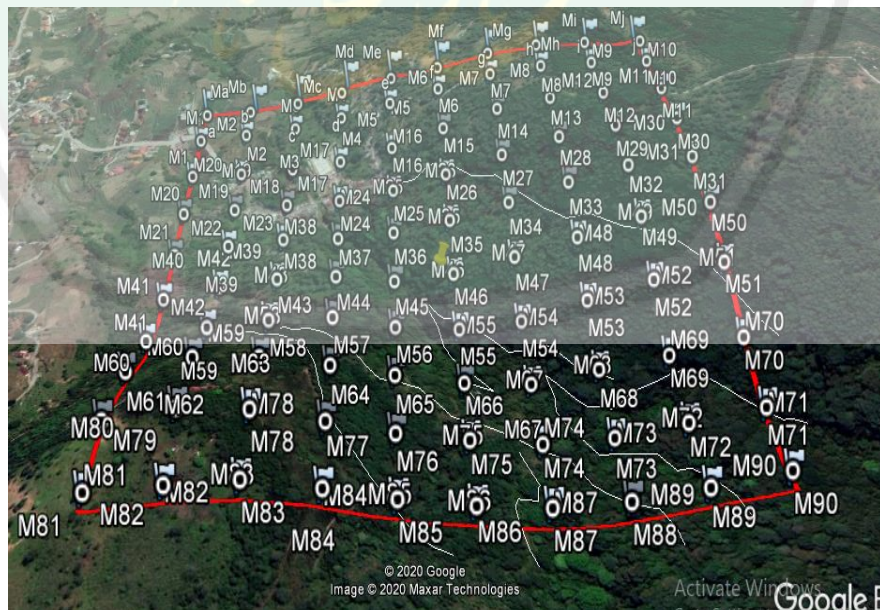 Mj
Mi
Mg
Mf
h Mh
Me
g
Md
f
M9 j M10
M8
e M6 M7
Mc
M12 M9 M11 M10
Ma Mb
M M5 M7 M8
M2 b M6 M12 M30 M11
a d M5
M13
M4 M16 M15 M14
M1 M2 M3 M17 M29 M31 M30
M20 M16 M28
M19 M18 M17 M27 M32 M31
M20 M24 M26
M50 M50
M22 M23 M25 M34 M33
M21 M38 M24 M48 M49
M39 M35
M40 M42 M37 M36
M39 M47 M48 M52 M51
M41 M46
M42 M43 M44 M45 M53 M52
M41 M59 M55 M54 M53 M70
M60 M58 M57 M54 M69 M70
M60 M59 M63 M56 M55
M69
M61 M62 M64 M68 M71
M78 M65 M66
M80 M79 M67 M74 M73 M71
M78 M77 M72
M76 M75 M74 M73 M90
M81
M82 M84 M89 M90
M81 M82 M83 M87 M89
M84 M85 M86 M87 M88
© 2020 Google
Image © 2020 Maxar Technologies
Activate Windows
Google